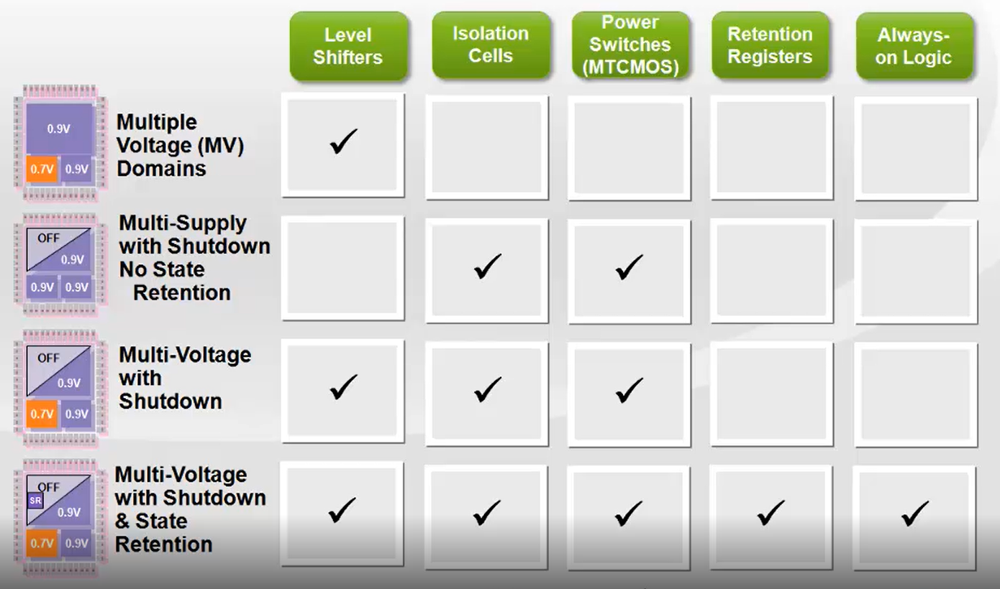 Level
Shifters
Isolation
Cells
Power
Switches
(MTCMOS)
Retention
Registers
Always-
on Logic
0.9V
0.7V 0.9V
Multiple
Voltage (MV)
Domains
✓
OFF
0.9V
0.9V 0.9V
Multi-Supply
with Shutdown
No State
Retention
✓ ✓
OFF
0.9V
0.7V 0.9V
Multi-Voltage
with
Shutdown
✓ ✓ ✓
OFF
SR
0.9V
0.7V 0.9V
Multi-Voltage
with Shutdown
& State
Retention
✓ ✓ ✓ ✓ ✓